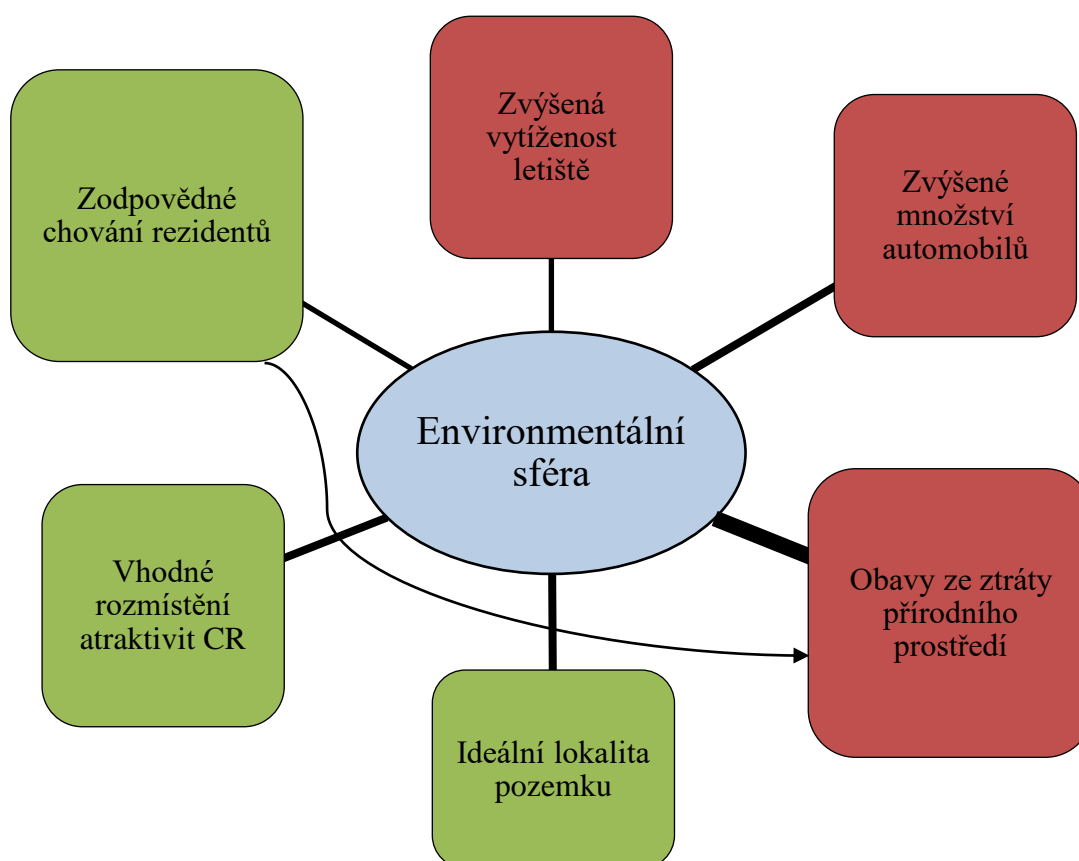 Zvýšená
vytíženost
letiště
Zodpovědné
chování rezidentů
Zvýšené
množství
automobilů
Environmentální
sféra
Vhodné
rozmístění
atraktivit CR
Obavy ze ztráty
přírodního
prostředí
Ideální lokalita
pozemku